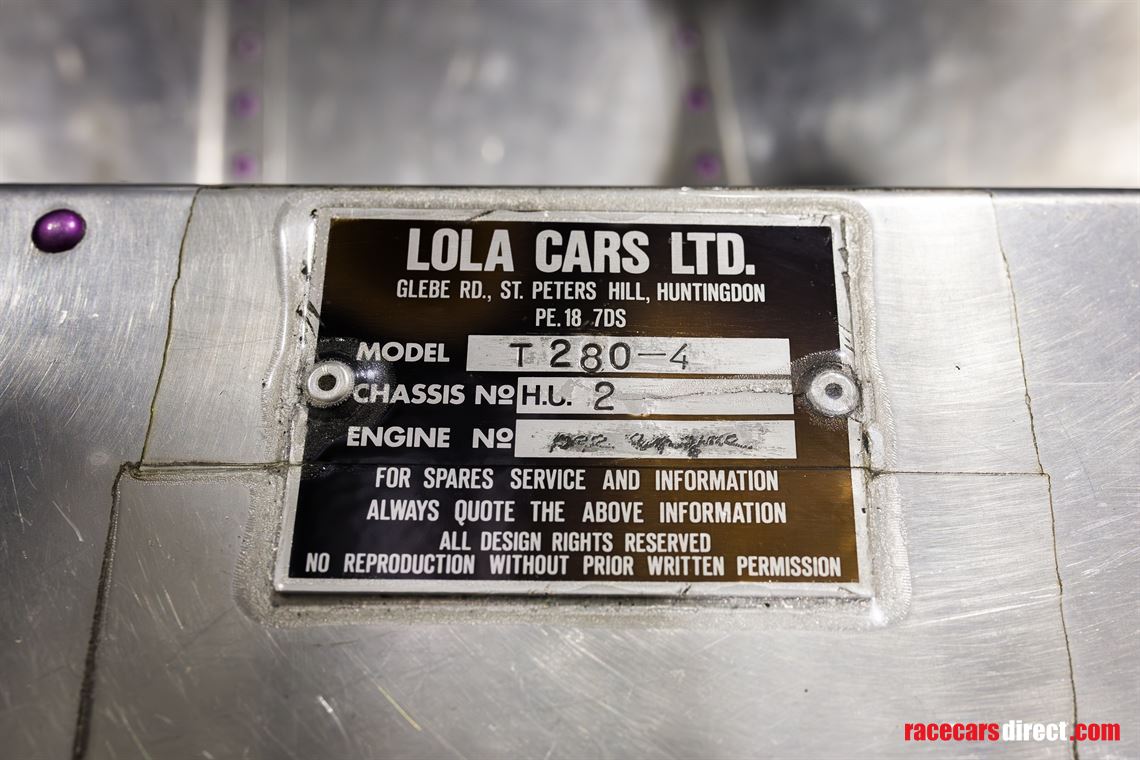 LOLA CARS LTD.
GLEBE RD., ST. PETERS HILL, HUNTINGDON
PE.18 7DS
MODEL T 280-4
CHASSIS No H.U. 2
ENGINE No
FOR SPARES SERVICE AND INFORMATION
ALWAYS QUOTE THE ABOVE INFORMATION
ALL DESIGN RIGHTS RESERVED
NO REPRODUCTION WITHOUT PRIOR WRITTEN PERMISSION
racecarsdirect.com